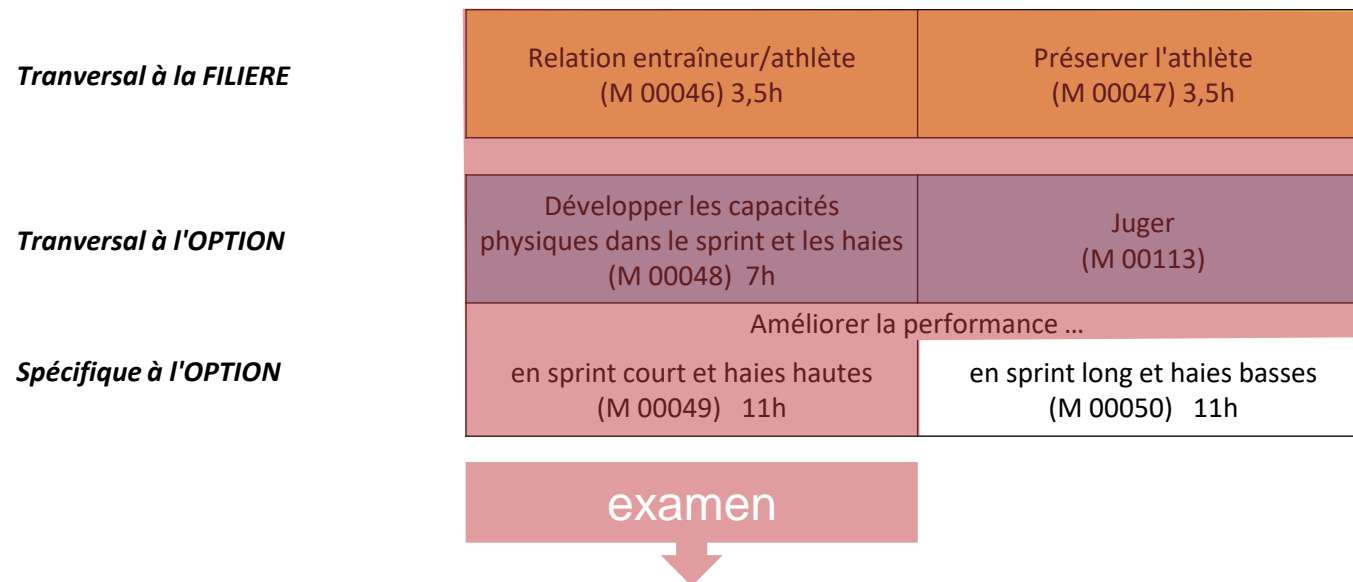 Tranversal à la FILIERE
Relation entraîneur/athlète
(M 00046) 3,5h
Préserver l'athlète
(M 00047) 3,5h
Tranversal à l'OPTION
Développer les capacités
physiques dans le sprint et les haies
(M 00048) 7h
Juger
(M 00113)
Améliorer la performance ...
Spécifique à l'OPTION
en sprint court et haies hautes
(M 00049) 11h
en sprint long et haies basses
(M 00050) 11h
examen